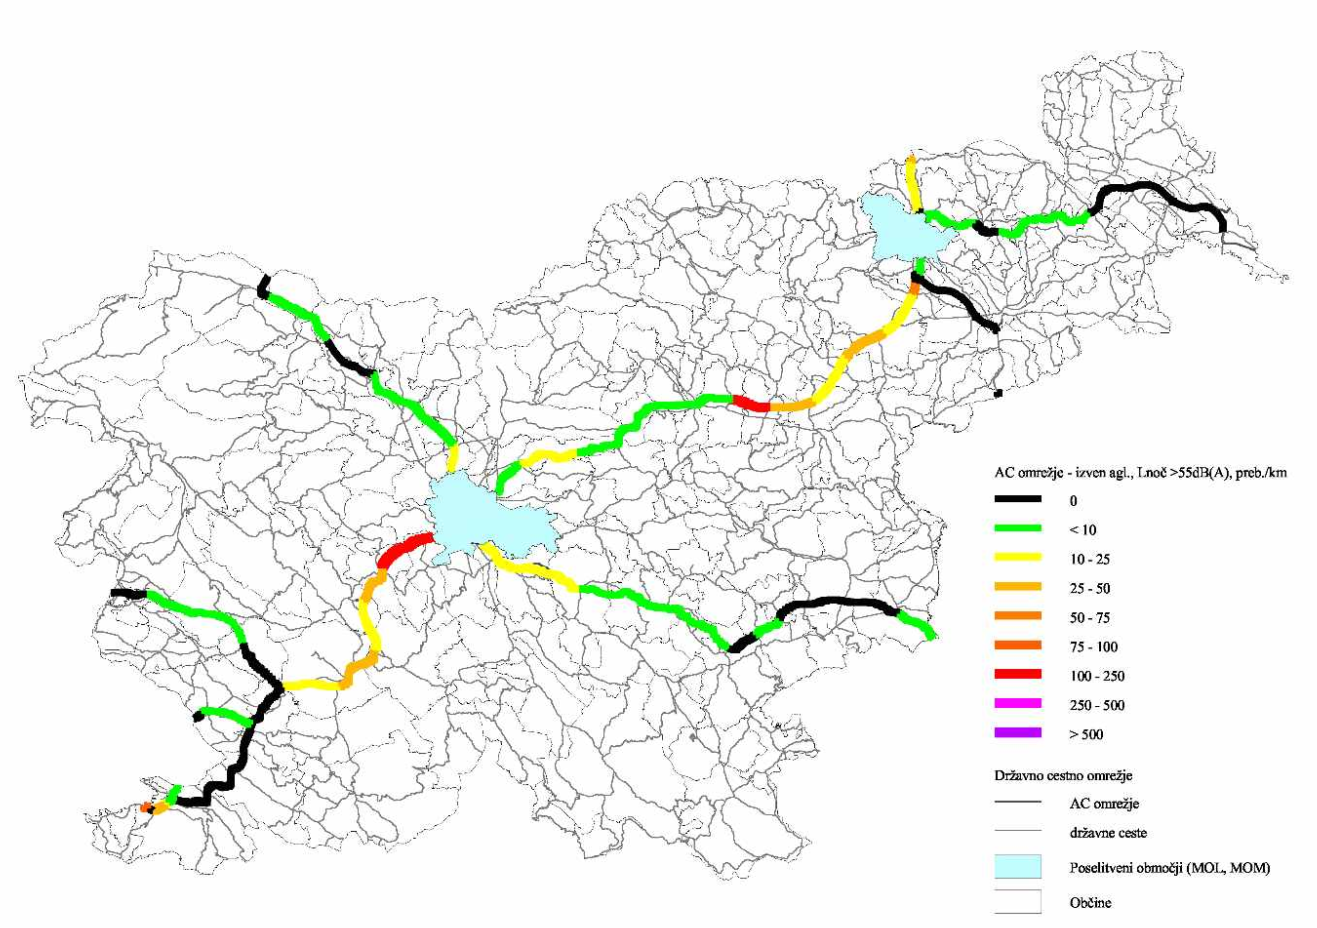 AC omrežje - izven agl., Lnoč >55dB(A), preb./km
0
< 10
10 - 25
25 - 50
50 - 75
75 - 100
100 - 250
250 - 500
> 500
Državno cestno omrežje
AC omrežje
državne ceste
Poselitveni območji (MOL, MOM)
Občine